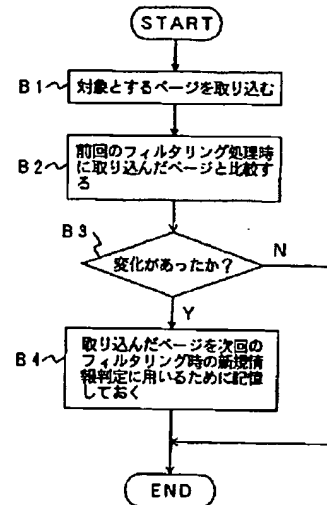 START
B1
対象とするページを取り込む
B2
前回のフィルタリング処理時
に取り込んだページと比較す
る
B3
変化があったか?
N
Y
B4
取り込んだページを次回の
フィルタリング時の新規情
報判定に用いるために記憶
しておく
END